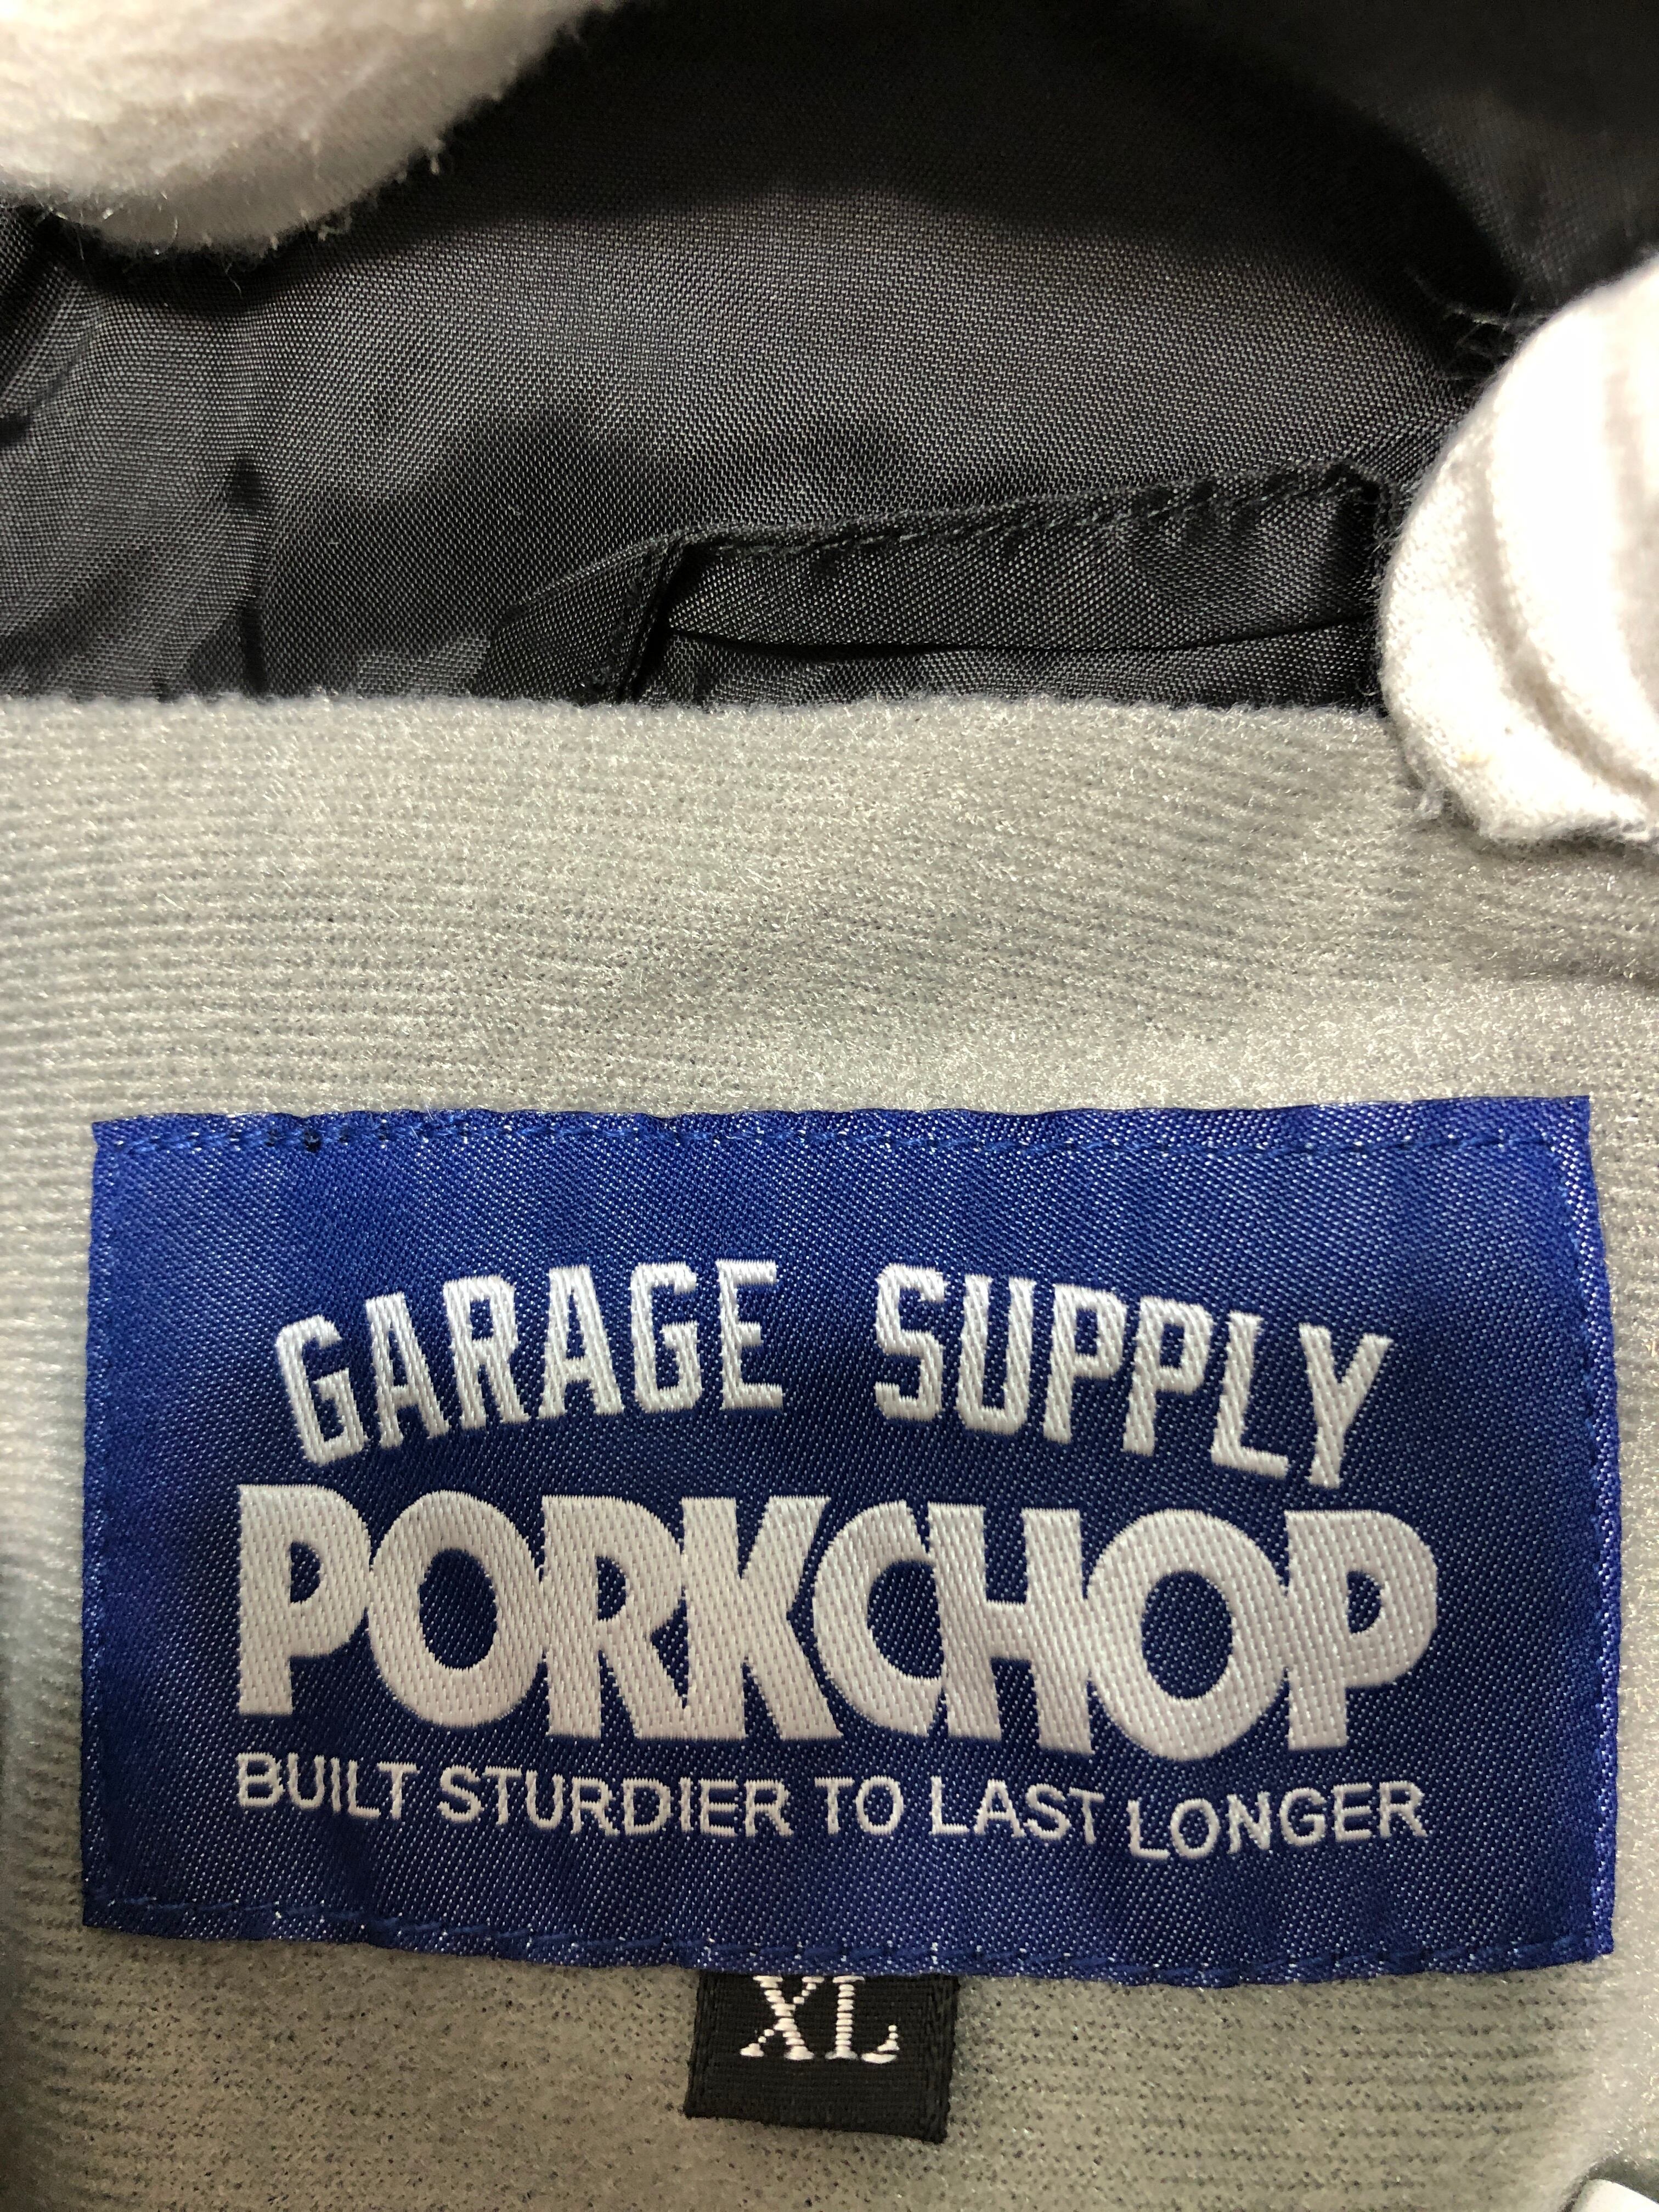 GARAGE SUPPLY
PORKCHOP
BUILT STURDIER TO LAST LONGER
XL